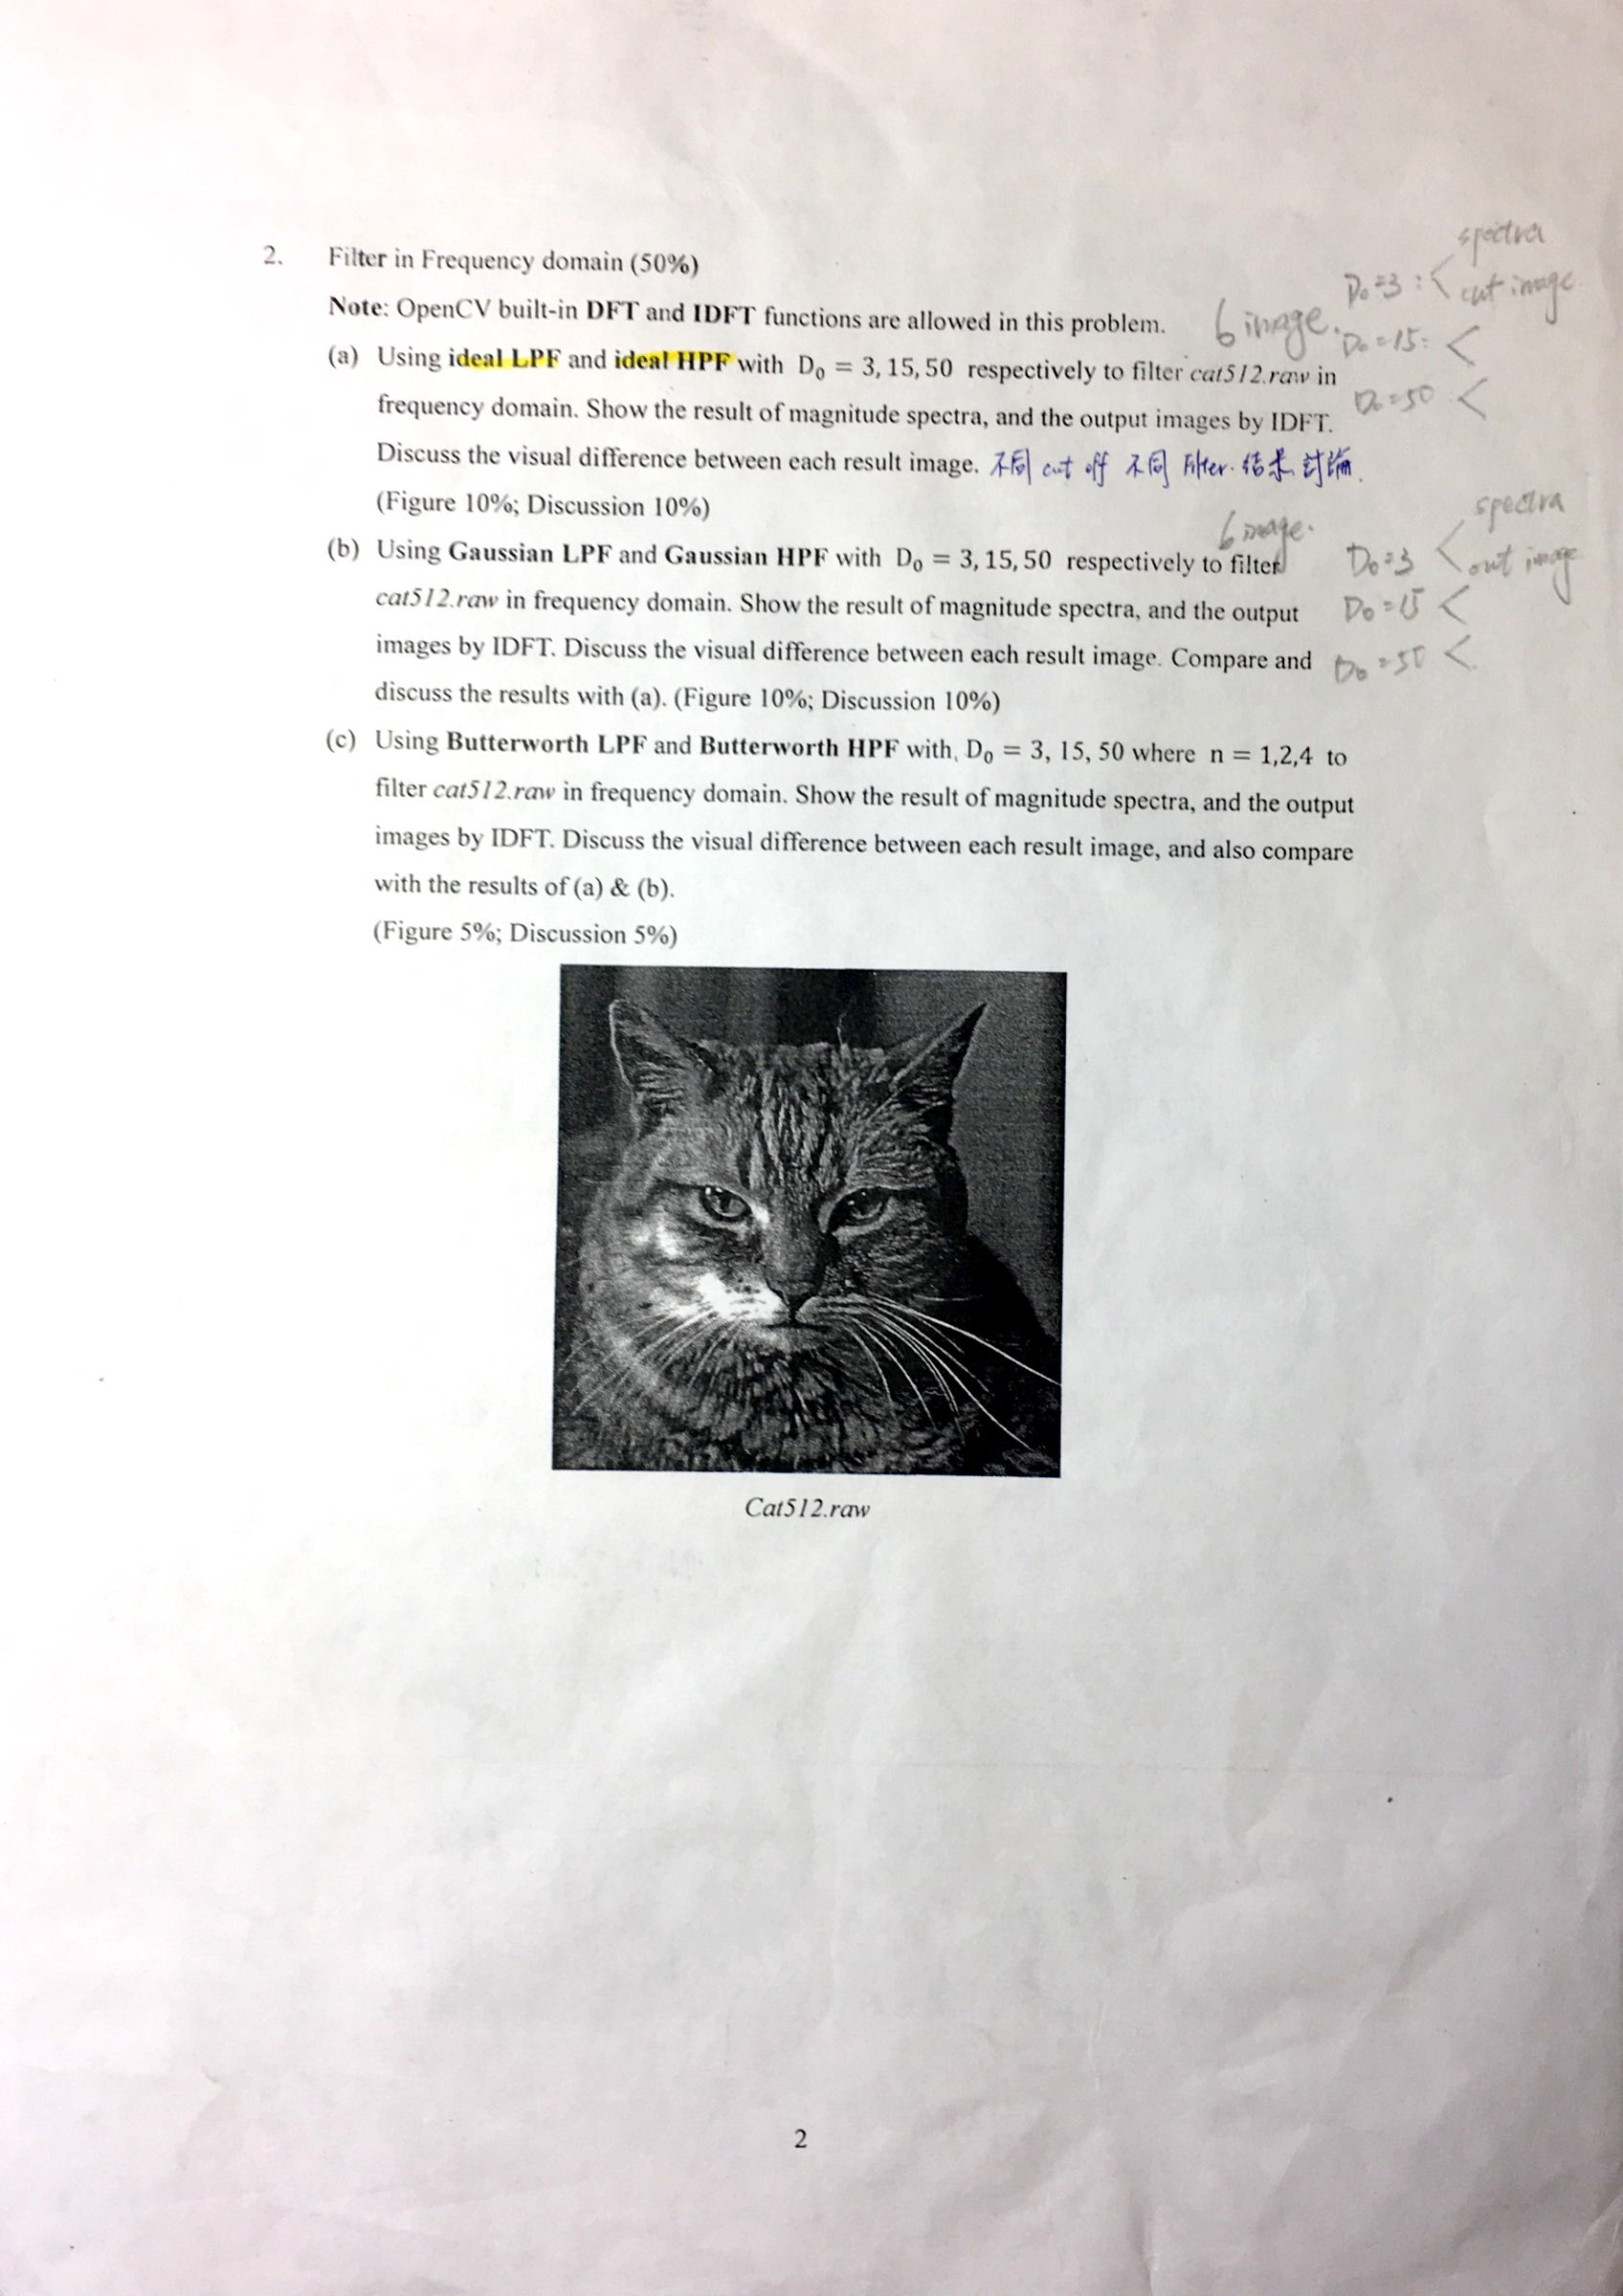 2. Filter in Frequency domain (50%)
Note: OpenCV built-in DFT and IDFT functions are allowed in this problem.
(a) Using ideal LPF and ideal HPF with D₀ = 3, 15, 50 respectively to filter cat512.raw in
frequency domain. Show the result of magnitude spectra, and the output images by IDFT.
Discuss the visual difference between each result image. 不同 cut off 不同 Filter. 結果 討論.
(Figure 10%; Discussion 10%)
6 image.
D₀=3: < spectra
out image.
D₀=15: <
D₀=50 <
(b) Using Gaussian LPF and Gaussian HPF with D₀ = 3, 15, 50 respectively to filter
cat512.raw in frequency domain. Show the result of magnitude spectra, and the output
images by IDFT. Discuss the visual difference between each result image. Compare and
discuss the results with (a). (Figure 10%; Discussion 10%)
6 image.
D₀=3 < spectra
out image
D₀=15 <
D₀=50 <
(c) Using Butterworth LPF and Butterworth HPF with, D₀ = 3, 15, 50 where n = 1,2,4 to
filter cat512.raw in frequency domain. Show the result of magnitude spectra, and the output
images by IDFT. Discuss the visual difference between each result image, and also compare
with the results of (a) & (b).
(Figure 5%; Discussion 5%)
Cat512.raw
2